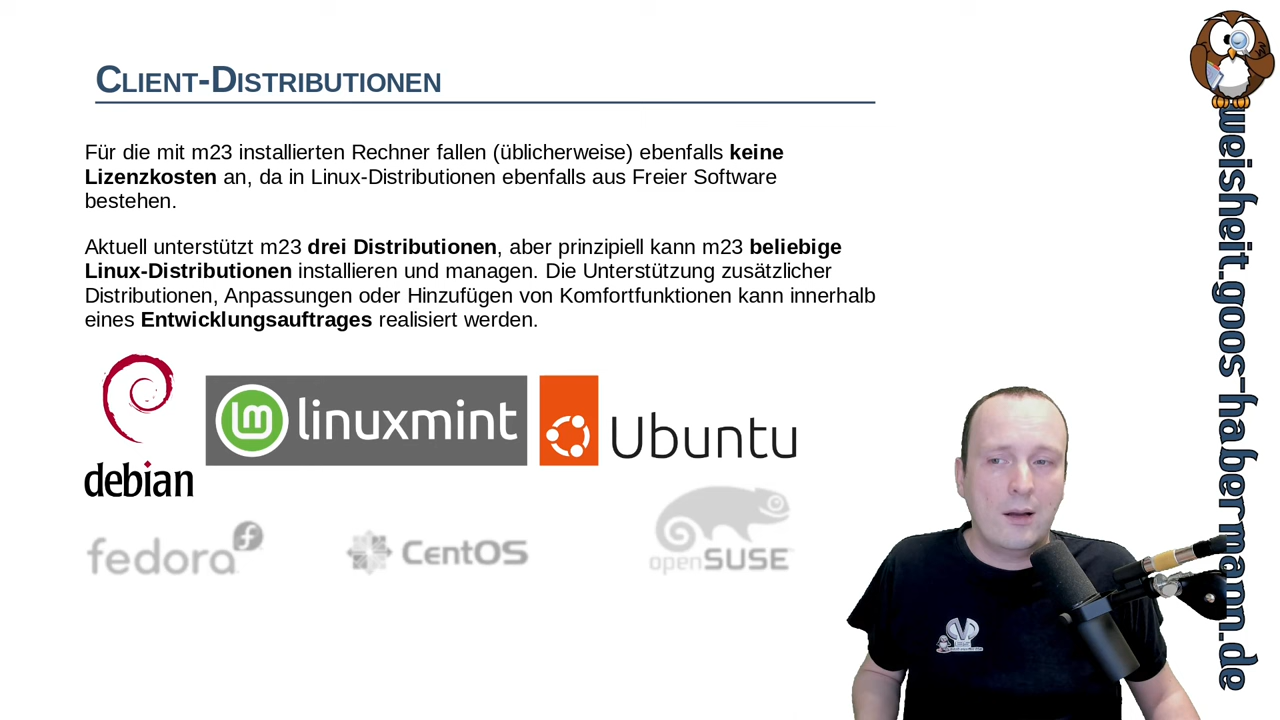 Client-Distributionen
Für die mit m23 installierten Rechner fallen (üblicherweise) ebenfalls keine
Lizenzkosten an, da in Linux-Distributionen ebenfalls aus Freier Software
bestehen.
Aktuell unterstützt m23 drei Distributionen, aber prinzipiell kann m23 beliebige
Linux-Distributionen installieren und managen. Die Unterstützung zusätzlicher
Distributionen, Anpassungen oder Hinzufügen von Komfortfunktionen kann innerhalb
eines Entwicklungsauftrages realisiert werden.
debian
lm linuxmint
Ubuntu
fedora
CentOS
openSUSE
weisheit.goos-habermann.de